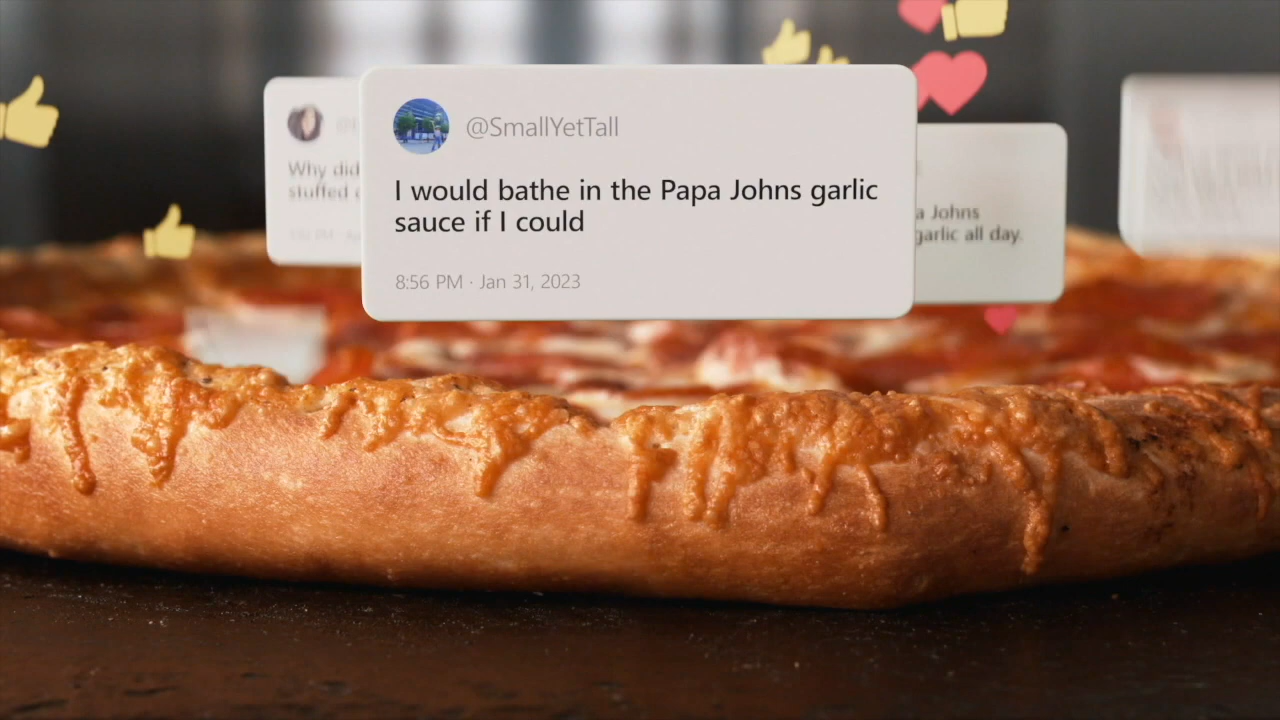 @SmallYetTall
I would bathe in the Papa Johns garlic
sauce if I could
8:56 PM · Jan 31, 2023
Why did
stuffed
Johns
garlic all day.